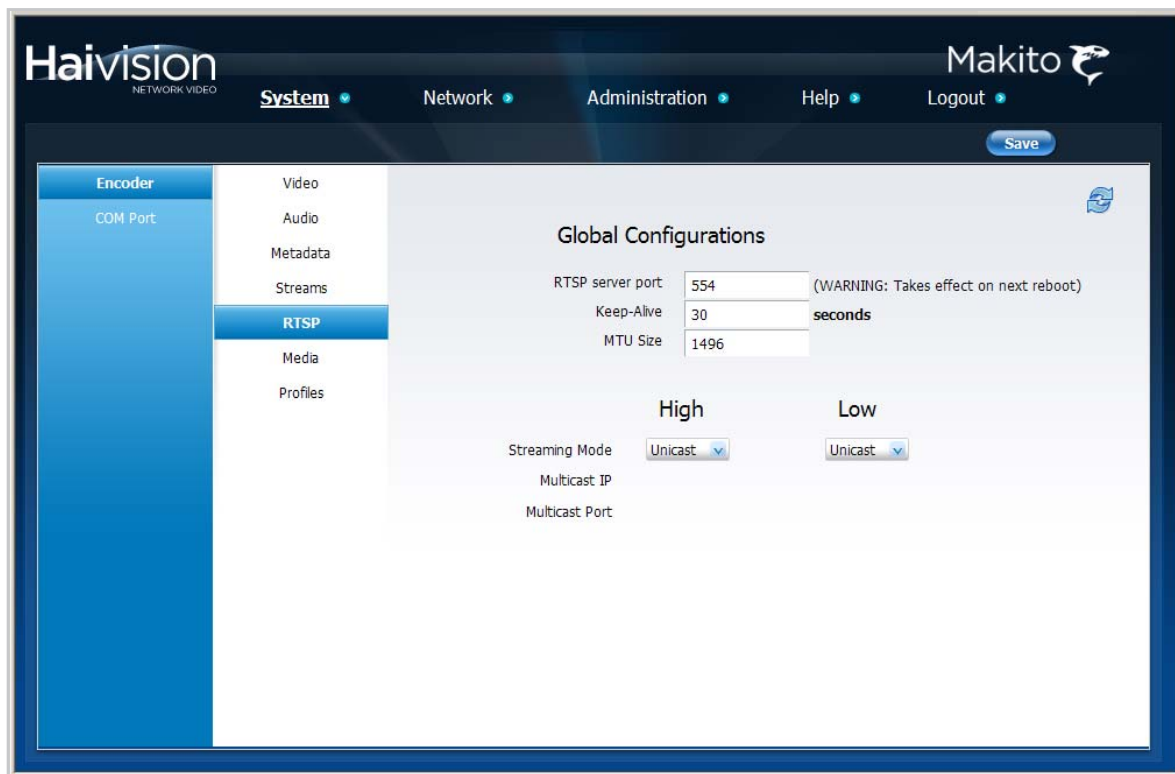 Haivision
NETWORK VIDEO
Makito
System
Network
Administration
Help
Logout
Save
Encoder
COM Port
Video
Audio
Metadata
Streams
RTSP
Media
Profiles
Global Configurations
RTSP server port 554 (WARNING: Takes effect on next reboot)
Keep-Alive 30 seconds
MTU Size 1496
High Low
Streaming Mode Unicast Unicast
Multicast IP
Multicast Port